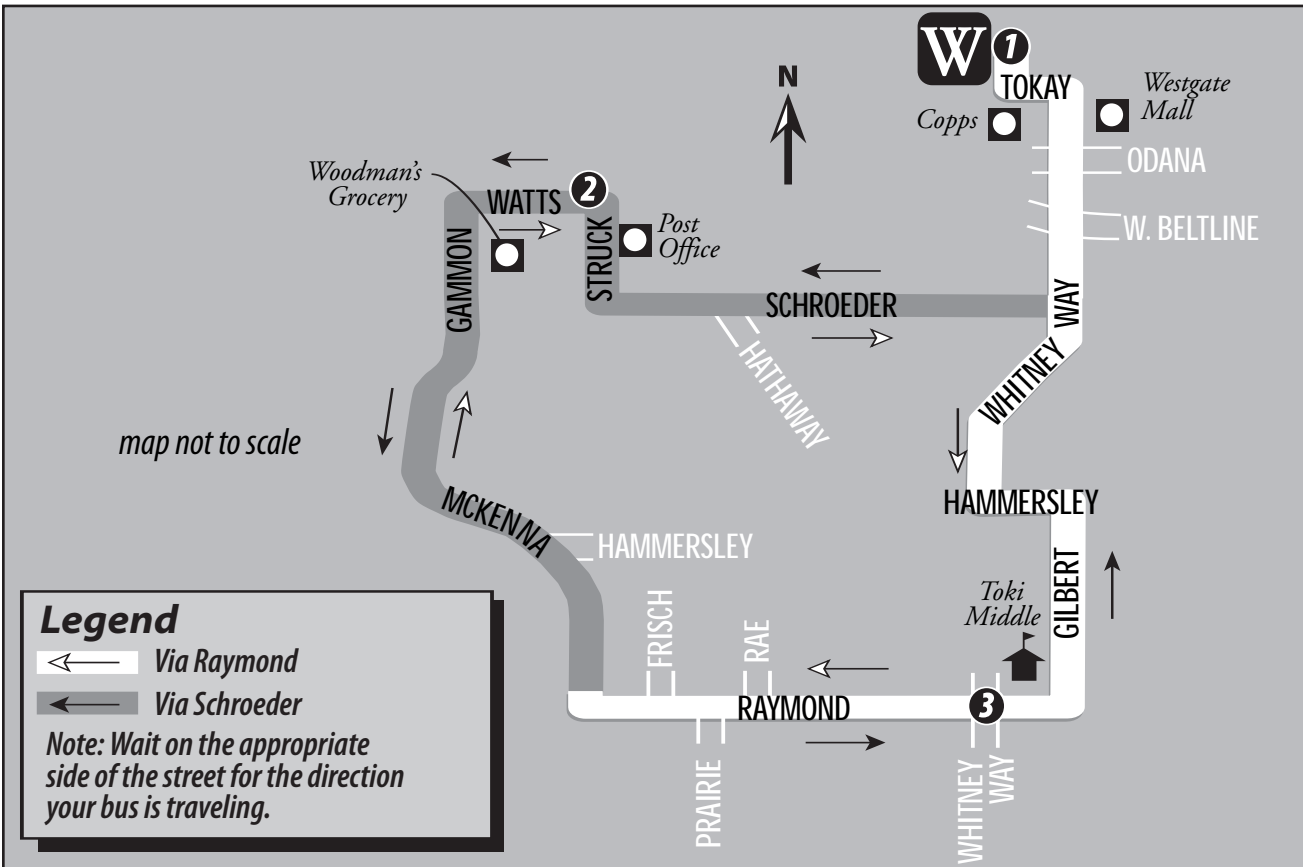 W
1
TOKAY
N
Copps
Westgate
Mall
ODANA
Woodman's
Grocery
WATTS
2
Post
Office
W. BELTLINE
GAMMON
STRUCK
SCHROEDER
WHITNEY WAY
HATHAWAY
map not to scale
MCKENNA
HAMMERSLEY
HAMMERSLEY
GILBERT
Toki
Middle
FRISCH
RAE
RAYMOND
3
PRAIRIE
WHITNEY
WAY
Legend
Via Raymond
Via Schroeder
Note: Wait on the appropriate
side of the street for the direction
your bus is traveling.